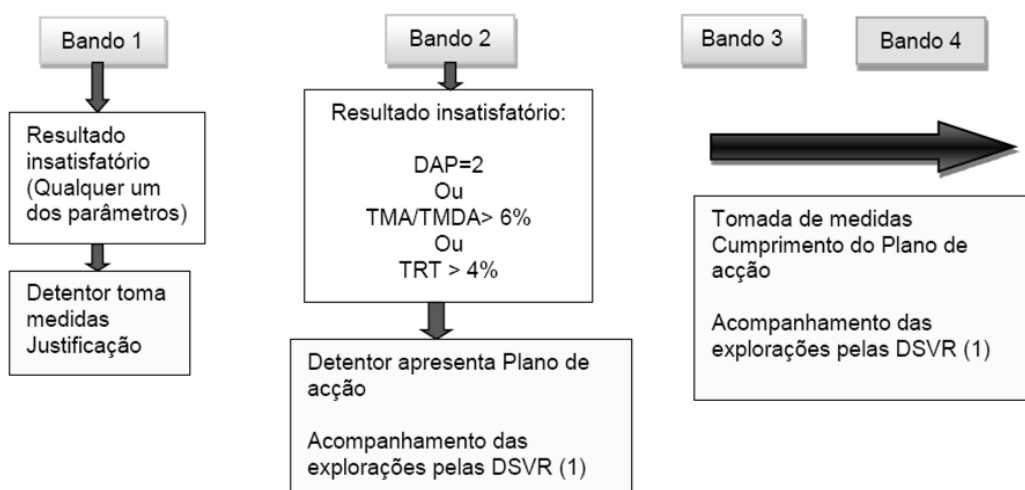 Bando 1
Resultado
insatisfatório
(Qualquer um
dos parâmetros)
Detentor toma
medidas
Justificação
Bando 2
Resultado insatisfatório:
DAP=2
Ou
TMA/TMDA> 6%
Ou
TRT > 4%
Detentor apresenta Plano de
acção
Acompanhamento das
explorações pelas DSVR (1)
Bando 3
Bando 4
Tomada de medidas
Cumprimento do Plano de
acção
Acompanhamento das
explorações pelas DSVR (1)